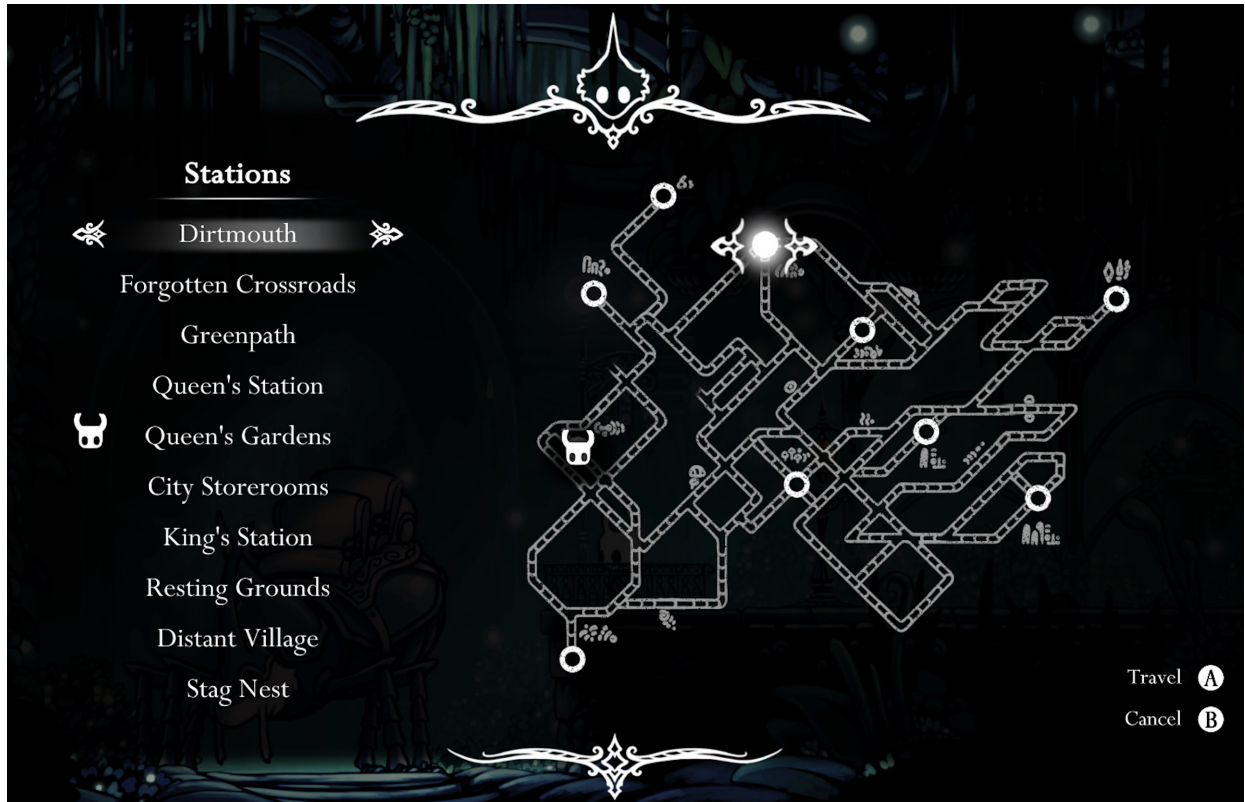 Stations
Dirtmouth
Forgotten Crossroads
Greenpath
Queen's Station
Queen's Gardens
City Storerooms
King's Station
Resting Grounds
Distant Village
Stag Nest
Travel A
Cancel B